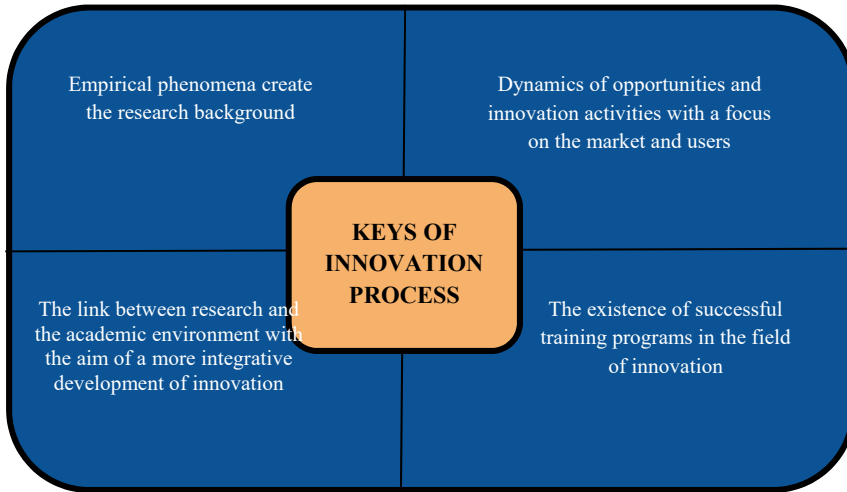 Empirical phenomena create
the research background
Dynamics of opportunities and
innovation activities with a focus
on the market and users
KEYS OF
INNOVATION
PROCESS
The link between research and
the academic environment with
the aim of a more integrative
development of innovation
The existence of successful
training programs in the field
of innovation